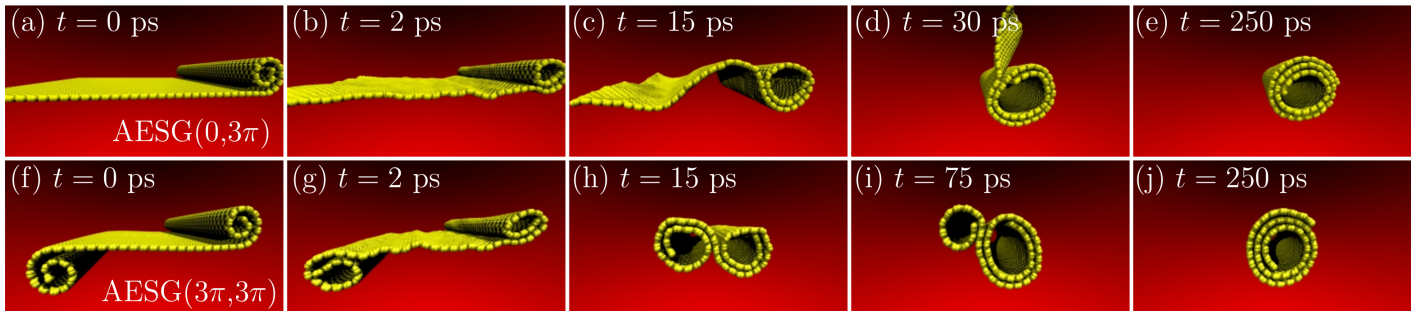 (a) t = 0 ps
(b) t = 2 ps
(c) t = 15 ps
(d) t = 30 ps
(e) t = 250 ps
AESG(0,3π)
(f) t = 0 ps
(g) t = 2 ps
(h) t = 15 ps
(i) t = 75 ps
(j) t = 250 ps
AESG(3π,3π)